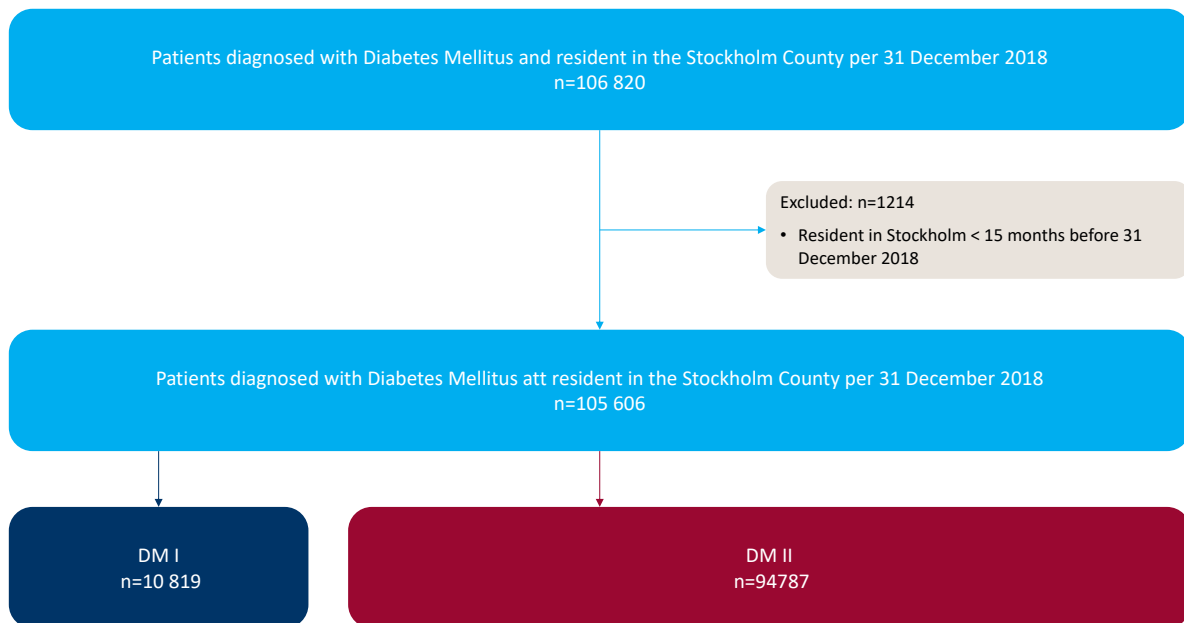 Patients diagnosed with Diabetes Mellitus and resident in the Stockholm County per 31 December 2018
n=106 820
Excluded: n=1214
• Resident in Stockholm < 15 months before 31
December 2018
Patients diagnosed with Diabetes Mellitus att resident in the Stockholm County per 31 December 2018
n=105 606
DM I
n=10 819
DM II
n=94787